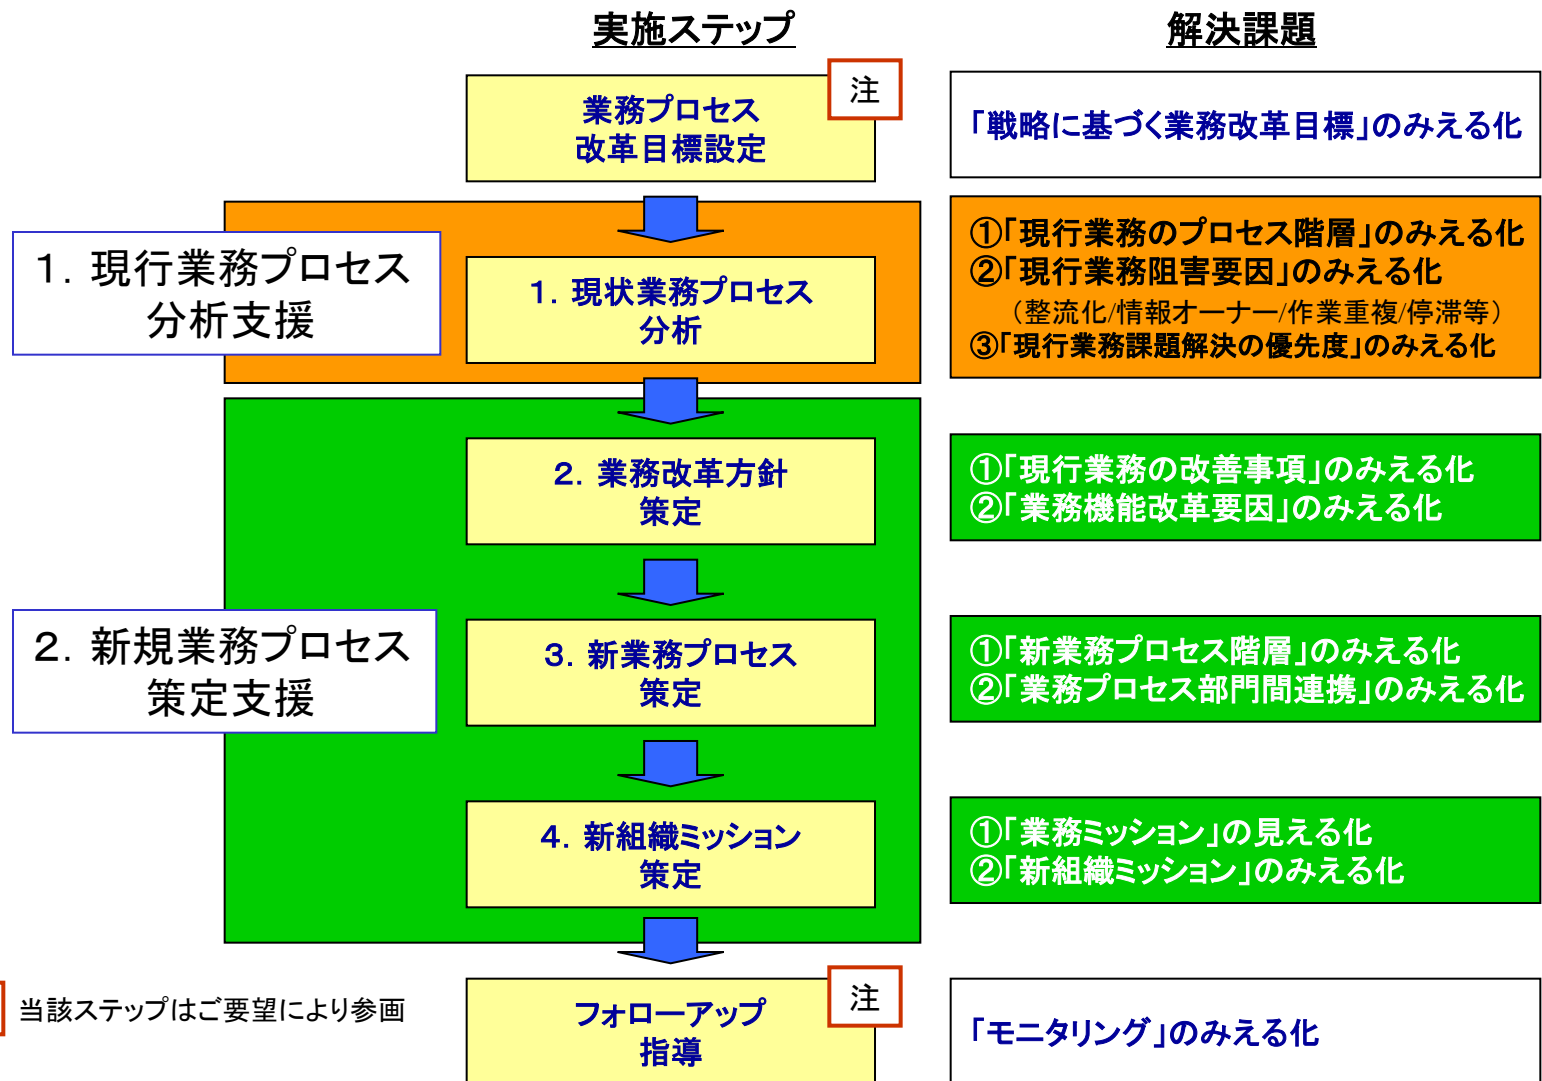 実施ステップ
解決課題
業務プロセス
改革目標設定
注
「戦略に基づく業務改革目標」のみえる化
1．現行業務プロセス
分析支援
1．現状業務プロセス
分析
①「現行業務のプロセス階層」のみえる化
②「現行業務阻害要因」のみえる化
（整流化/情報オーナー/作業重複/停滞等）
③「現行業務課題解決の優先度」のみえる化
2．業務改革方針
策定
①「現行業務の改善事項」のみえる化
②「業務機能改革要因」のみえる化
2．新規業務プロセス
策定支援
3．新業務プロセス
策定
①「新業務プロセス階層」のみえる化
②「業務プロセス部門間連携」のみえる化
4．新組織ミッション
策定
①「業務ミッション」の見える化
②「新組織ミッション」のみえる化
当該ステップはご要望により参画
フォローアップ
指導
注
「モニタリング」のみえる化